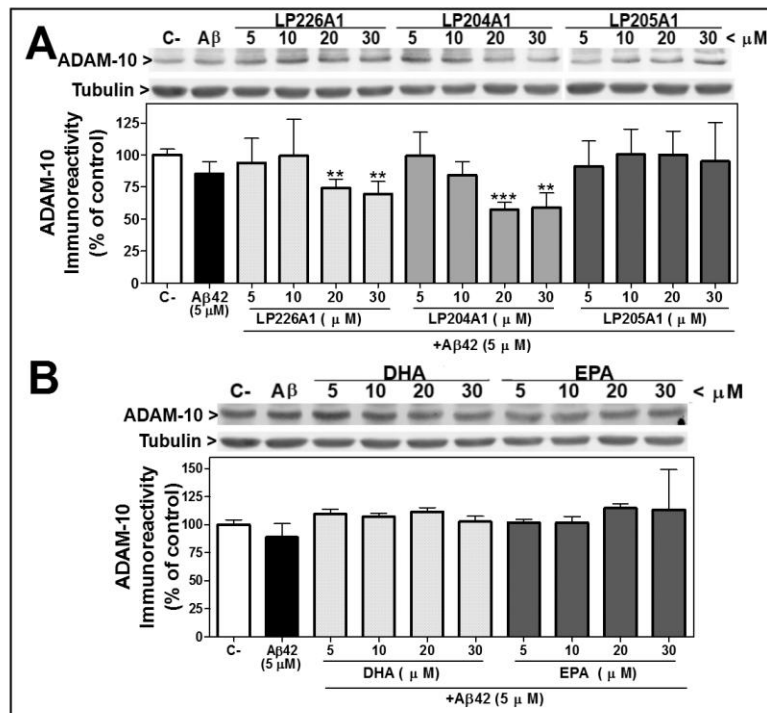 A
LP226A1 LP204A1 LP205A1
C- Aβ 5 10 20 30 5 10 20 30 5 10 20 30 < μM
ADAM-10 >
Tubulin >
ADAM-10
Immunoreactivity
(% of control)
125
100
75
50
25
0
** ** *** **
C- Aβ42 5 10 20 30 5 10 20 30 5 10 20 30
(5 μM)
LP226A1 ( μ M) LP204A1 ( μ M) LP205A1 ( μ M)
+Aβ42 (5 μM)
B
DHA EPA
C- Aβ 5 10 20 30 5 10 20 30 < μM
ADAM-10 >
Tubulin >
ADAM-10
Immunoreactivity
(% of control)
150
125
100
75
50
25
0
C- Aβ42 5 10 20 30 5 10 20 30
(5 μM)
DHA ( μ M) EPA ( μ M)
+Aβ42 (5 μM)